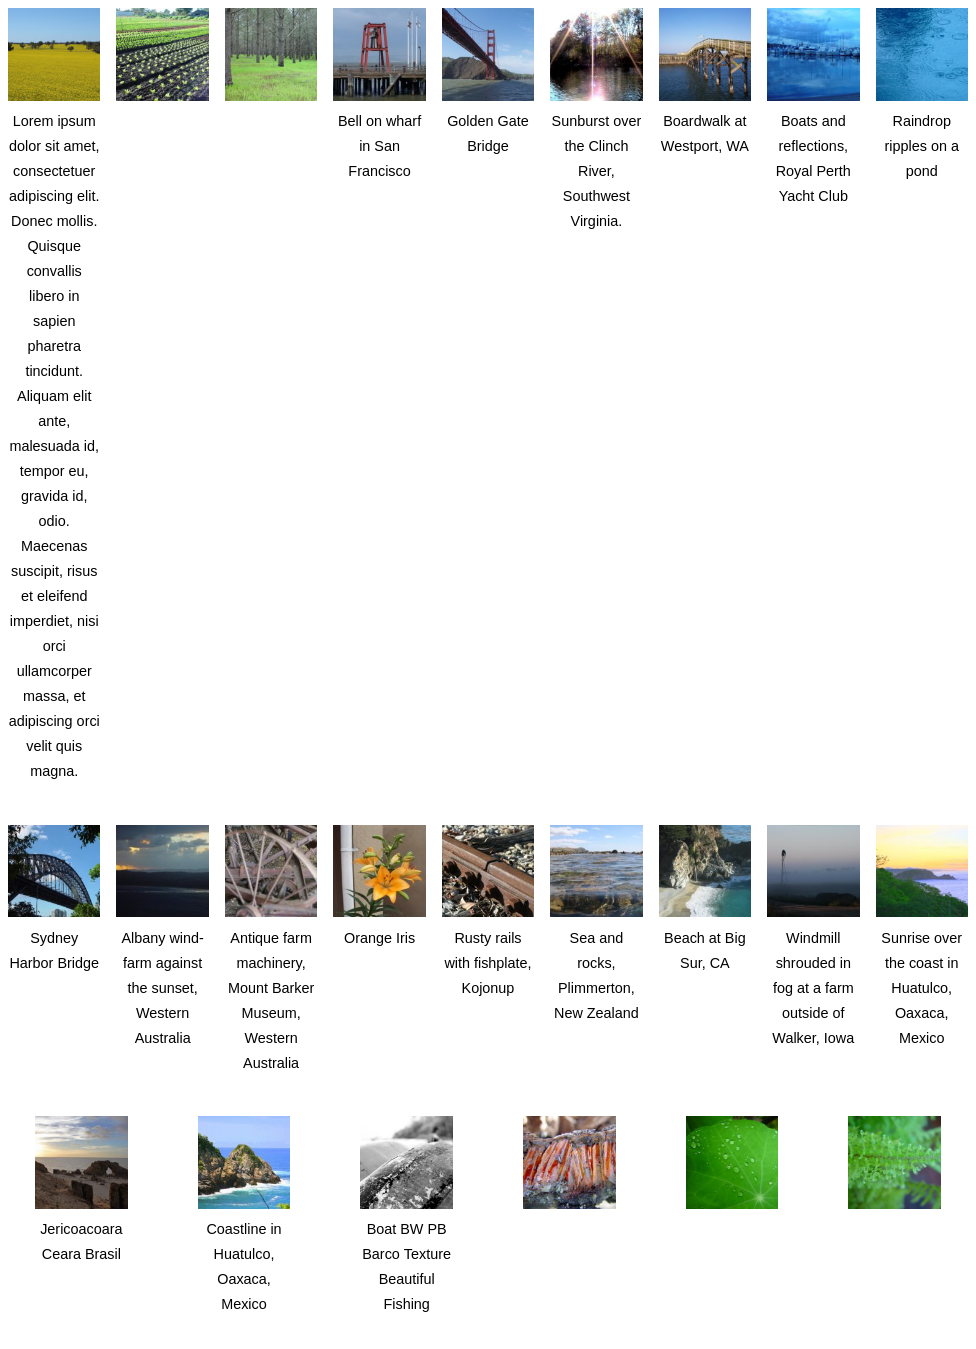 Lorem ipsum
dolor sit amet,
consectetuer
adipiscing elit.
Donec mollis.
Quisque
convallis
libero in
sapien
pharetra
tincidunt.
Aliquam elit
ante,
malesuada id,
tempor eu,
gravida id,
odio.
Maecenas
suscipit, risus
et eleifend
imperdiet, nisi
orci
ullamcorper
massa, et
adipiscing orci
velit quis
magna.
Bell on wharf
in San
Francisco
Golden Gate
Bridge
Sunburst over
the Clinch
River,
Southwest
Virginia.
Boardwalk at
Westport, WA
Boats and
reflections,
Royal Perth
Yacht Club
Raindrop
ripples on a
pond
Sydney
Harbor Bridge
Albany wind-
farm against
the sunset,
Western
Australia
Antique farm
machinery,
Mount Barker
Museum,
Western
Australia
Orange Iris
Rusty rails
with fishplate,
Kojonup
Sea and
rocks,
Plimmerton,
New Zealand
Beach at Big
Sur, CA
Windmill
shrouded in
fog at a farm
outside of
Walker, Iowa
Sunrise over
the coast in
Huatulco,
Oaxaca,
Mexico
Jericoacoara
Ceara Brasil
Coastline in
Huatulco,
Oaxaca,
Mexico
Boat BW PB
Barco Texture
Beautiful
Fishing